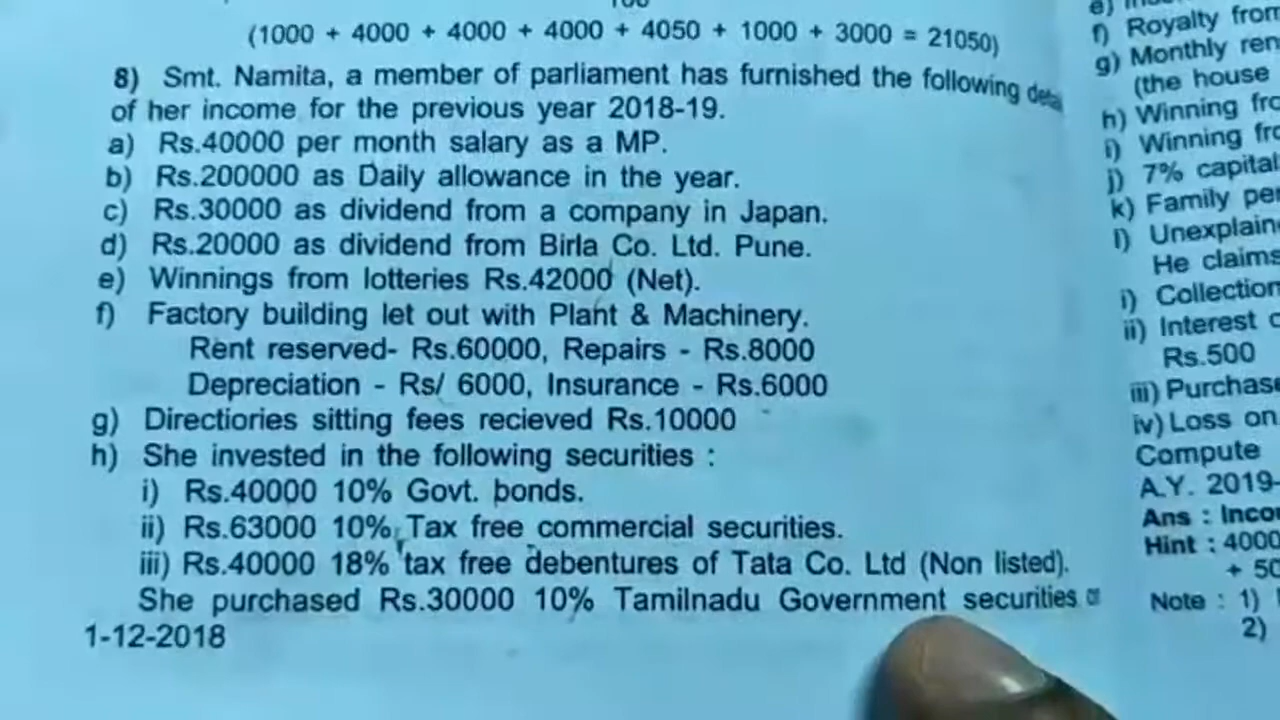 (1000 + 4000 + 4000 + 4000 + 4050 + 1000 + 3000 = 21050)
8) Smt. Namita, a member of parliament has furnished the following
of her income for the previous year 2018-19.
a) Rs.40000 per month salary as a MP.
b) Rs.200000 as Daily allowance in the year.
c) Rs.30000 as dividend from a company in Japan.
d) Rs.20000 as dividend from Birla Co. Ltd. Pune.
e) Winnings from lotteries Rs.42000 (Net).
f) Factory building let out with Plant & Machinery.
Rent reserved- Rs.60000, Repairs - Rs.8000
Depreciation - Rs/ 6000, Insurance - Rs.6000
g) Directiories sitting fees recieved Rs.10000
h) She invested in the following securities :
i) Rs.40000 10% Govt. bonds.
ii) Rs.63000 10% Tax free commercial securities.
iii) Rs.40000 18% tax free debentures of Tata Co. Ltd (Non listed).
She purchased Rs.30000 10% Tamilnadu Government securities
1-12-2018
f) Royalty from
g) Monthly
(the house
h) Winning
i) Winning
j) 7% capital
k) Family
l)
He claims
i) Collection
ii) Interest
Rs.500
iii)
iv) Loss on
Compute
A.Y. 2019-
Ans :
Hint : 4000
+
Note : 1)
2)